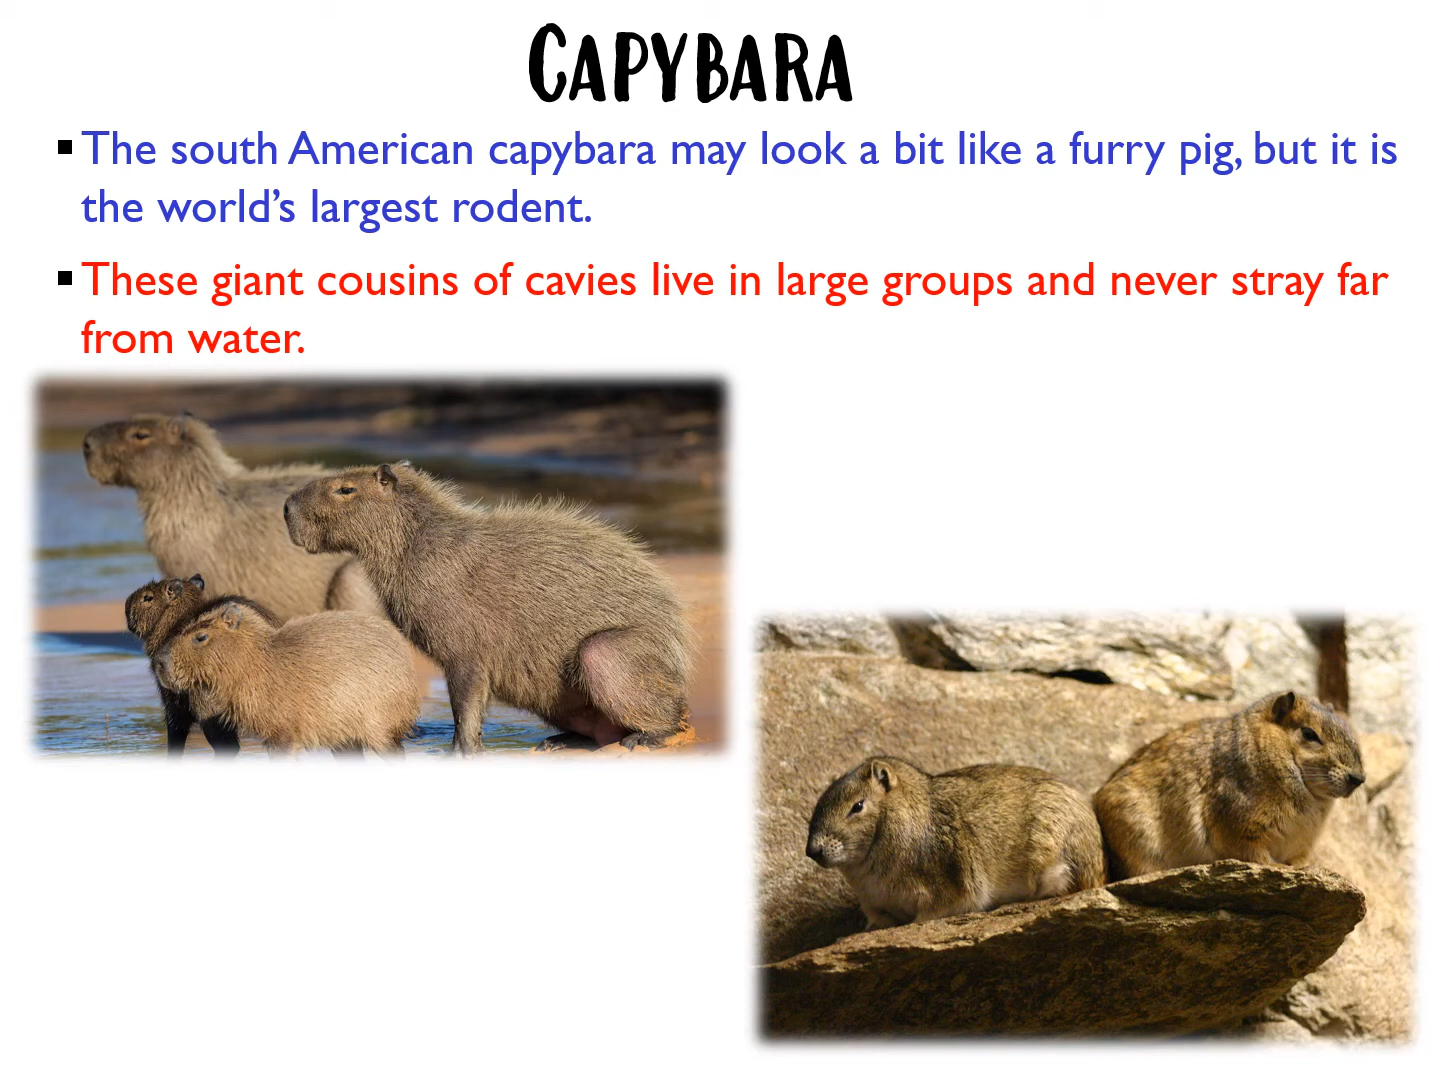 CAPYBARA
▪ The south American capybara may look a bit like a furry pig, but it is
the world's largest rodent.
▪ These giant cousins of cavies live in large groups and never stray far
from water.